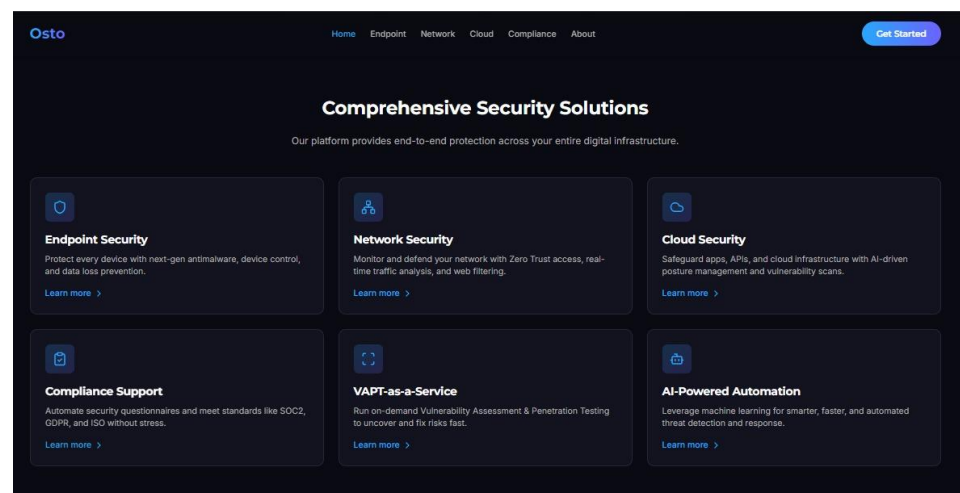 Osto
Home Endpoint Network Cloud Compliance About
Get Started
Comprehensive Security Solutions
Our platform provides end-to-end protection across your entire digital infrastructure.
Endpoint Security
Protect every device with next-gen antimalware, device control,
and data loss prevention.
Learn more >
Network Security
Monitor and defend your network with Zero Trust access, real-
time traffic analysis, and web filtering.
Learn more >
Cloud Security
Safeguard apps, APIs, and cloud infrastructure with AI-driven
posture management and vulnerability scans.
Learn more >
Compliance Support
Automate security questionnaires and meet standards like SOC2,
GDPR, and ISO without stress.
Learn more >
VAPT-as-a-Service
Run on-demand Vulnerability Assessment & Penetration Testing
to uncover and fix risks fast.
Learn more >
AI-Powered Automation
Leverage machine learning for smarter, faster, and automated
threat detection and response.
Learn more >